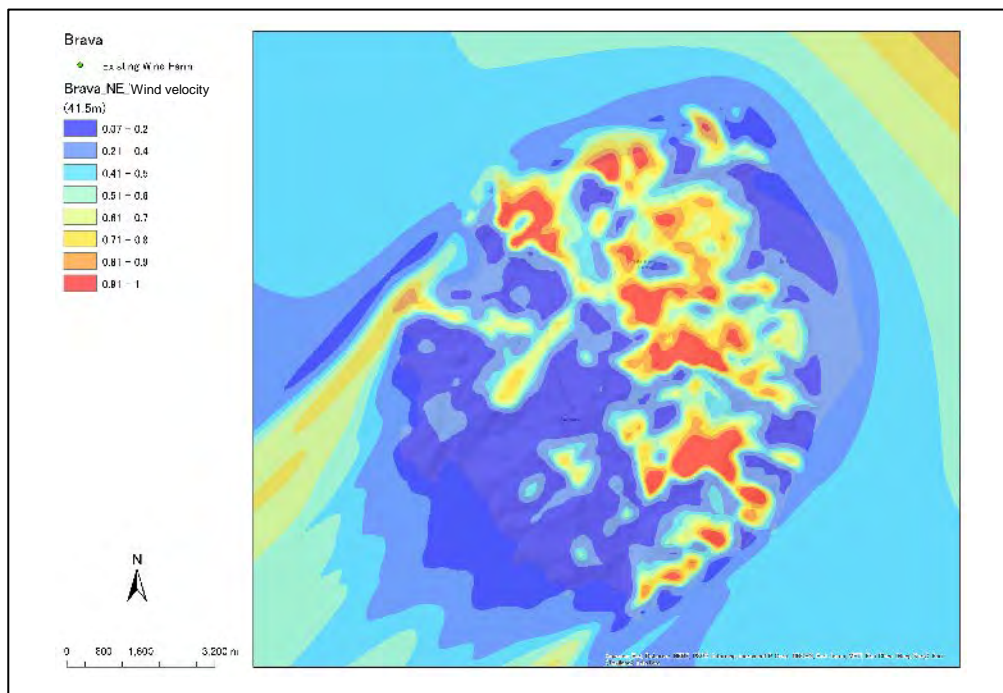 Brava
Existing Wind Farm
Brava_NE_Wind velocity
(41.5m)
0.07 - 0.2
0.21 - 0.4
0.41 - 0.5
0.51 - 0.6
0.61 - 0.7
0.71 - 0.8
0.81 - 0.9
0.91 - 1
N
0 800 1,600 3,200 m